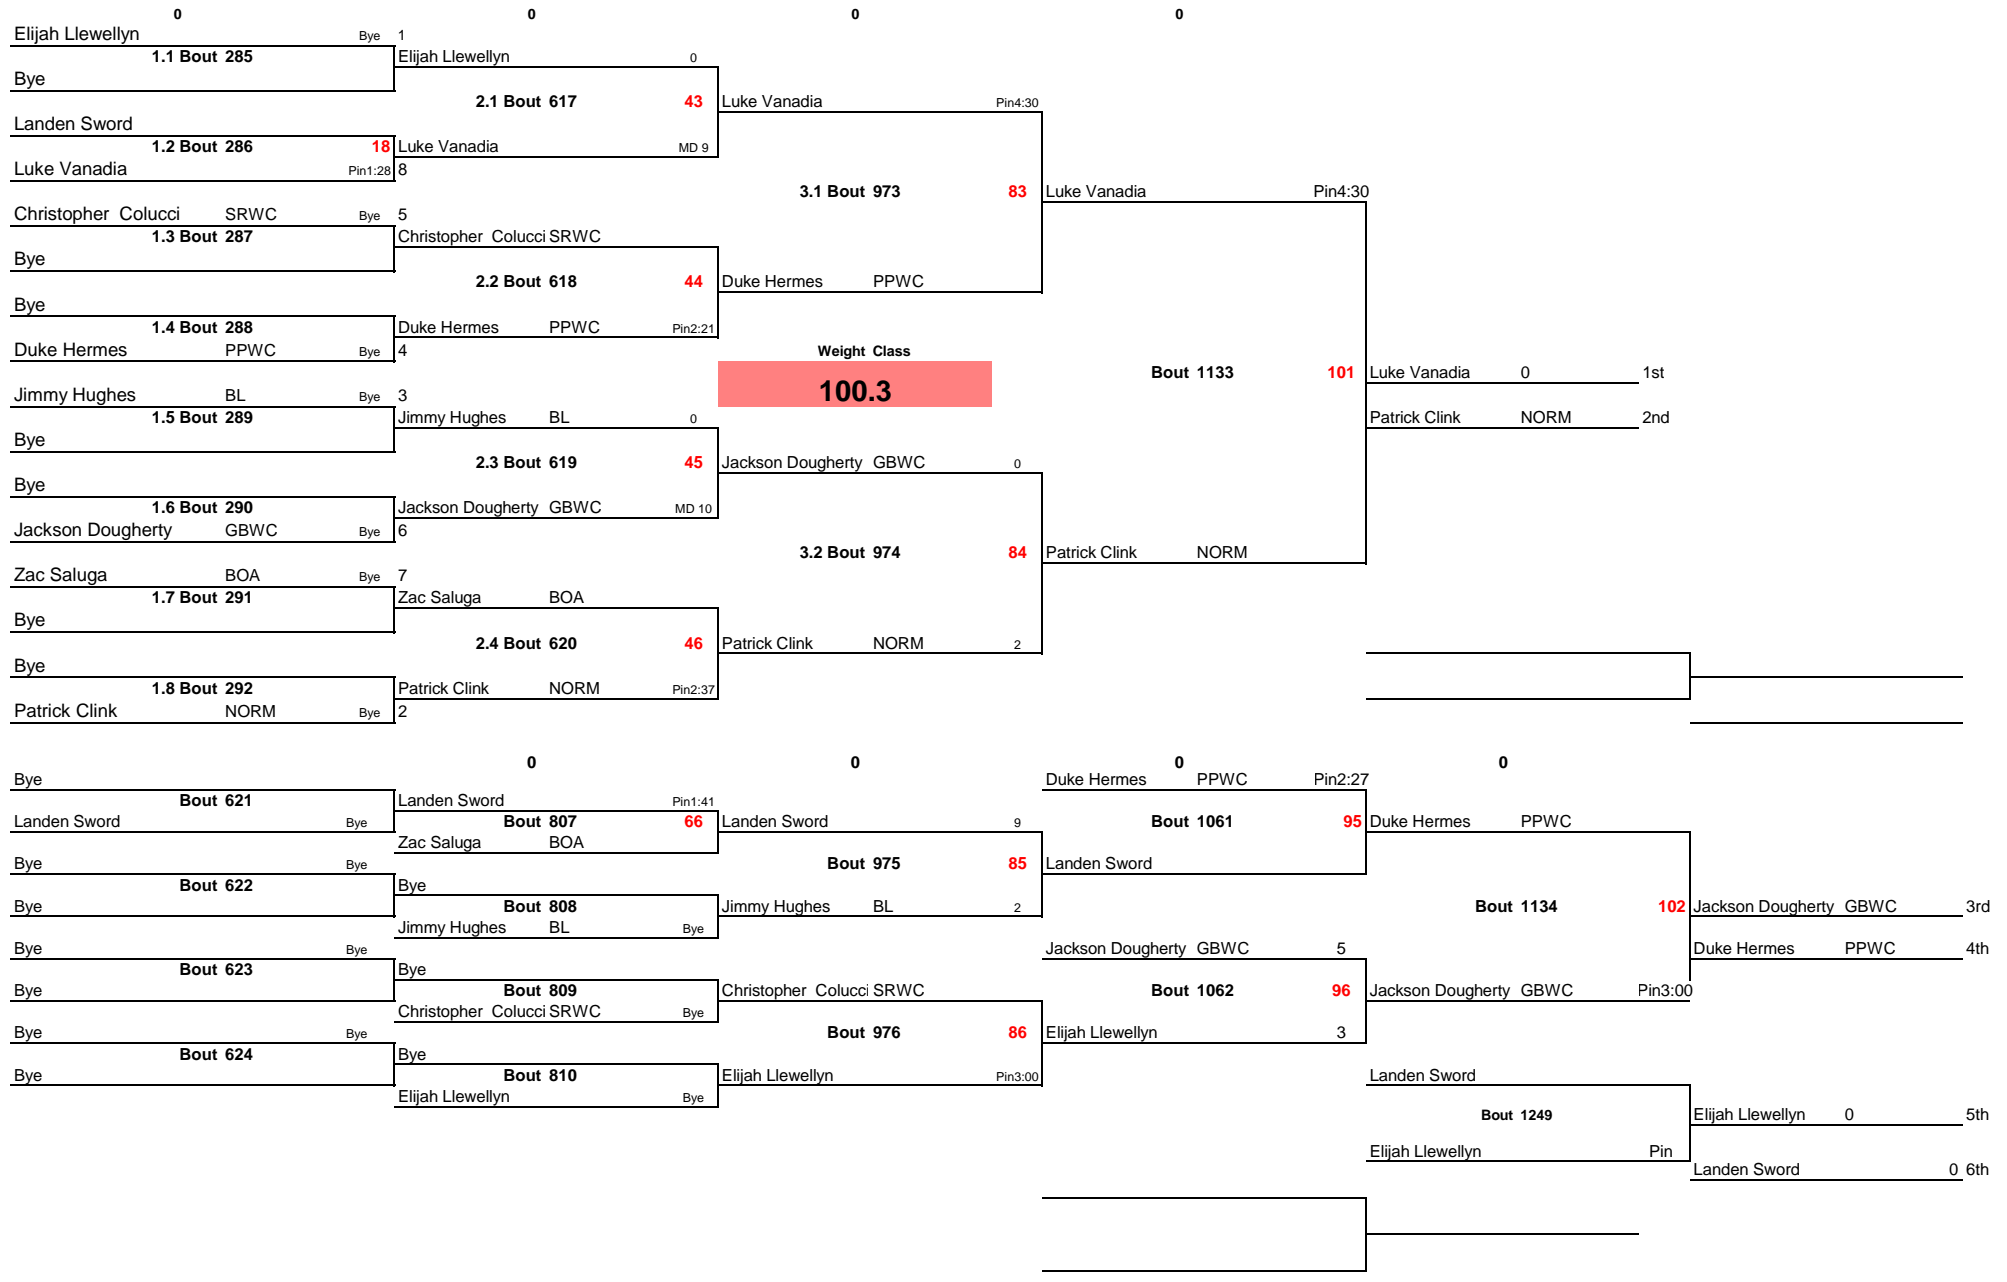 0 0 0 0
Elijah Llewellyn Bye 1
1.1 Bout 285 Elijah Llewellyn 0
Bye
2.1 Bout 617 43 Luke Vanadia Pin4:30
Landen Sword
1.2 Bout 286 18 Luke Vanadia MD 9
Luke Vanadia Pin1:28 8
3.1 Bout 973 83 Luke Vanadia Pin4:30
Christopher Colucci SRWC Bye 5
1.3 Bout 287 Christopher Colucci SRWC
Bye
2.2 Bout 618 44 Duke Hermes PPWC
Bye
1.4 Bout 288 Duke Hermes PPWC Pin2:21
Duke Hermes PPWC Bye 4 Weight Class
Bout 1133 101 Luke Vanadia 0 1st
Jimmy Hughes BL Bye 3 100.3
1.5 Bout 289 Jimmy Hughes BL 0 Patrick Clink NORM 2nd
Bye
2.3 Bout 619 45 Jackson Dougherty GBWC 0
Bye
1.6 Bout 290 Jackson Dougherty GBWC MD 10
Jackson Dougherty GBWC Bye 6
3.2 Bout 974 84 Patrick Clink NORM
Zac Saluga BOA Bye 7
1.7 Bout 291 Zac Saluga BOA
Bye
2.4 Bout 620 46 Patrick Clink NORM 2
Bye
1.8 Bout 292 Patrick Clink NORM Pin2:37
Patrick Clink NORM Bye 2
0 0 0 0
Bye Duke Hermes PPWC Pin2:27
Bout 621 Landen Sword Pin1:41
Landen Sword Bye Bout 807 66 Landen Sword 9 Bout 1061 95 Duke Hermes PPWC
Zac Saluga BOA
Bye Bye Bout 975 85 Landen Sword
Bout 622 Bye
Bye Bout 808 Jimmy Hughes BL 2 Bout 1134 102 Jackson Dougherty GBWC 3rd
Jimmy Hughes BL Bye
Bye Bye Jackson Dougherty GBWC 5 Duke Hermes PPWC 4th
Bout 623 Bye
Bye Bout 809 Christopher Colucci SRWC Bout 1062 96 Jackson Dougherty GBWC Pin3:00
Christopher Colucci SRWC Bye
Bye Bye Bout 976 86 Elijah Llewellyn 3
Bout 624 Bye
Bye Bout 810 Elijah Llewellyn Pin3:00 Landen Sword
Elijah Llewellyn Bye
Bout 1249 Elijah Llewellyn 0 5th
Elijah Llewellyn Pin
Landen Sword 0 6th